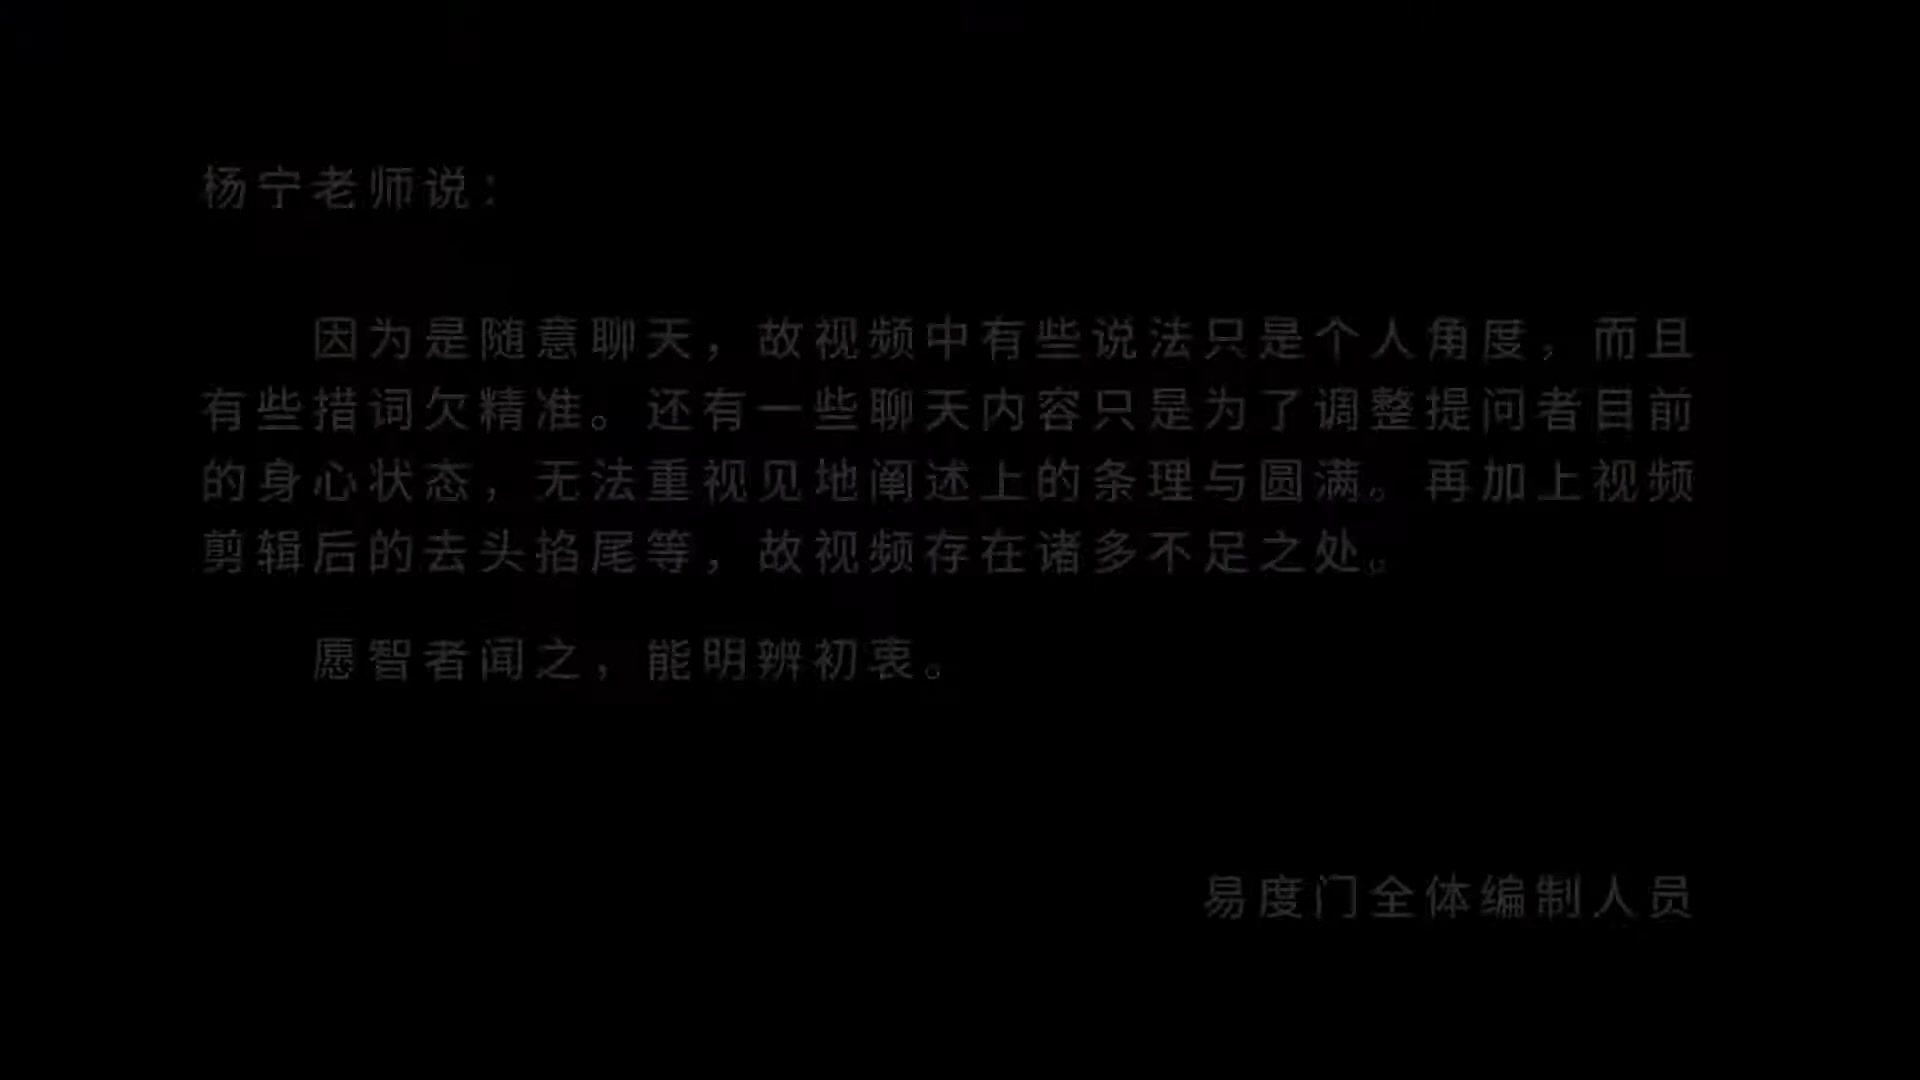 杨宁老师说：
因为是随意聊天，故视频中有些说法只是个人角度，而且
有些措词欠精准。还有一些聊天内容只是为了调整提问者目前
的身心状态，无法重视见地阐述上的条理与圆满。再加上视频
剪辑后的去头掐尾等，故视频存在诸多不足之处。
愿智者闻之，能明辨初衷。
易度门全体编制人员